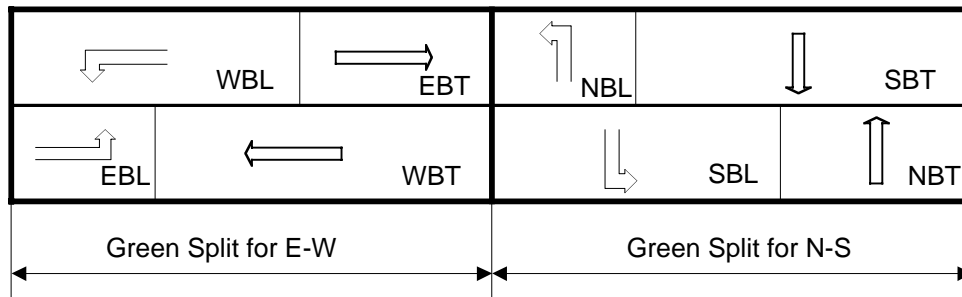 WBL
EBT
NBL
SBT
EBL
WBT
SBL
NBT
Green Split for E-W
Green Split for N-S